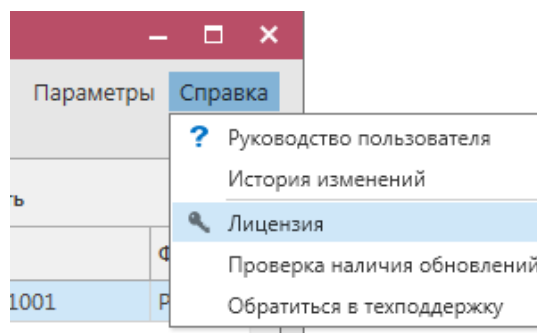 Параметры Справка
Руководство пользователя
История изменений
ть
Лицензия
Проверка наличия обновлений
1001 Р
Обратиться в техподдержку